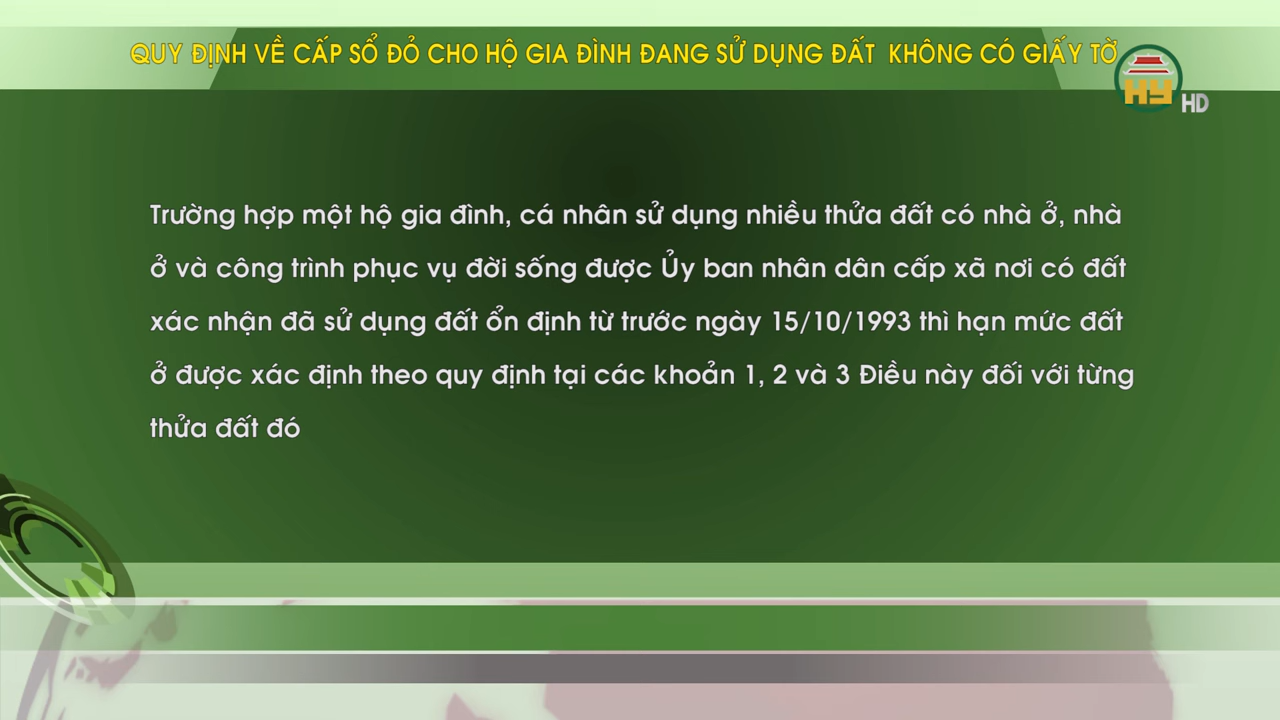 QUY ĐỊNH VỀ CẤP SỔ ĐỎ CHO HỘ GIA ĐÌNH ĐANG SỬ DỤNG ĐẤT KHÔNG CÓ GIẤY TỜ
HY HD
Trường hợp một hộ gia đình, cá nhân sử dụng nhiều thửa đất có nhà ở, nhà
ở và công trình phục vụ đời sống được Ủy ban nhân dân cấp xã nơi có đất
xác nhận đã sử dụng đất ổn định từ trước ngày 15/10/1993 thì hạn mức đất
ở được xác định theo quy định tại các khoản 1, 2 và 3 Điều này đối với từng
thửa đất đó